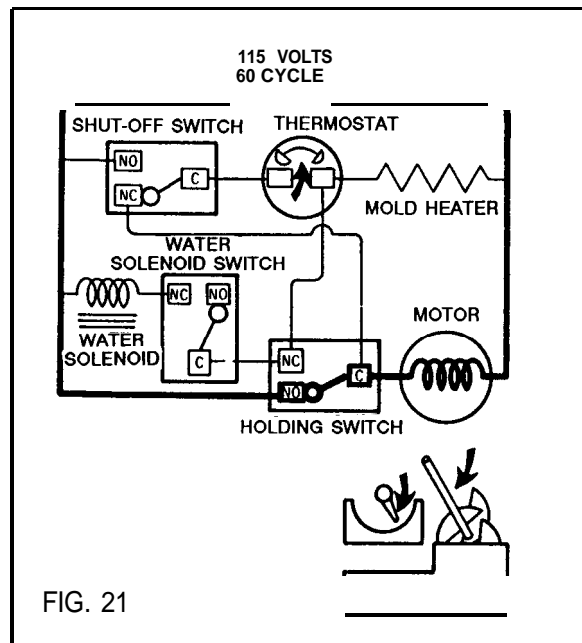 115 VOLTS
60 CYCLE
SHUT-OFF SWITCH
THERMOSTAT
NO
NC
C
MOLD HEATER
WATER
SOLENOID SWITCH
NC
NO
C
WATER
SOLENOID
MOTOR
NC
NO
C
HOLDING SWITCH
FIG. 21